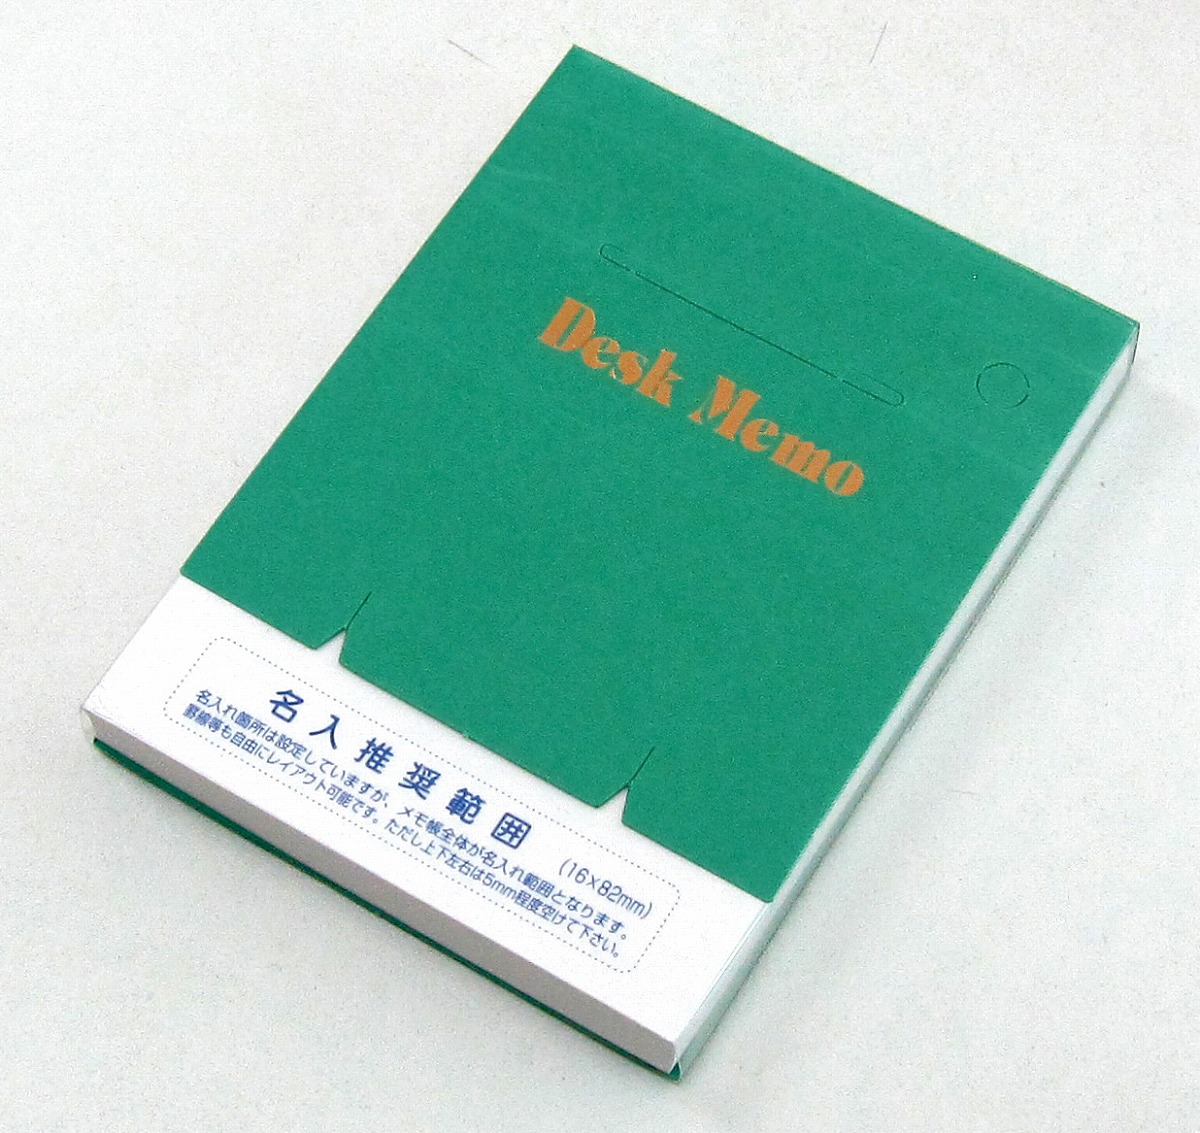 Desk Memo
名入推奨範囲 (16×82mm)
名入れ箇所は設定していますが、メモ帳全体が名入れ範囲となります。
罫線等も自由にレイアウト可能です。ただし上下左右は5mm程度空けて下さい。